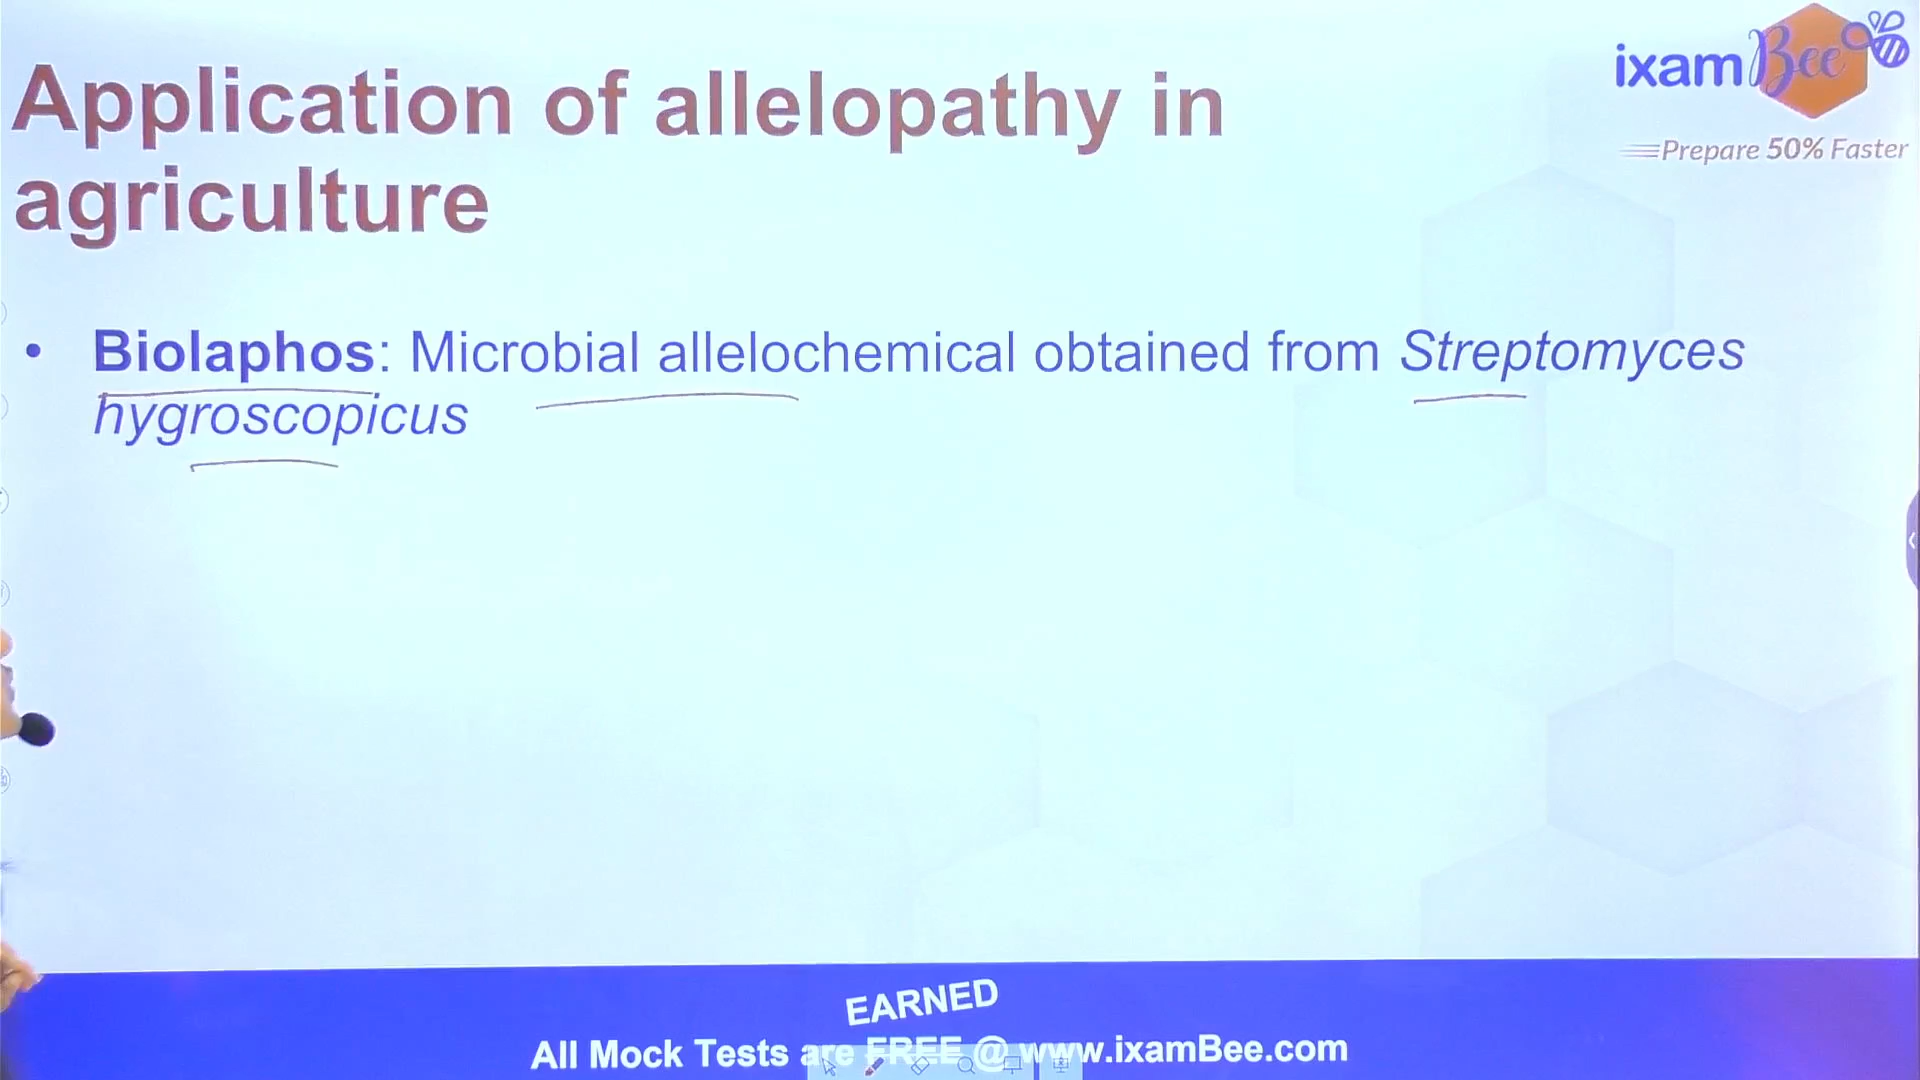 ixamBee
Prepare 50% Faster
Application of allelopathy in
agriculture
• Biolaphos: Microbial allelochemical obtained from Streptomyces
hygroscopicus
EARNED
All Mock Tests are FREE @ www.ixamBee.com